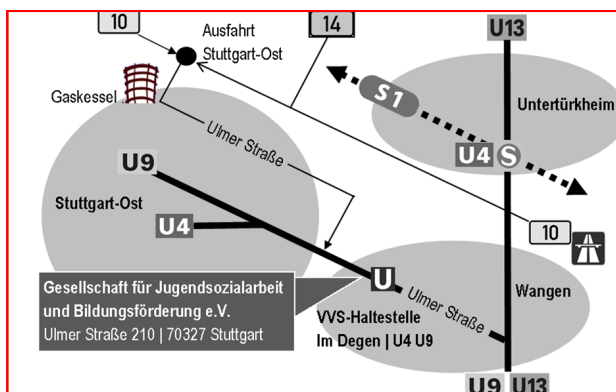 10
Ausfahrt
Stuttgart-Ost
14
U13
Gaskessel
S1
Untertürkheim
Ulmer Straße
U4 S
U9
Stuttgart-Ost
U4
10
U
Gesellschaft für Jugendsozialarbeit
und Bildungsförderung e.V.
Ulmer Straße 210 | 70327 Stuttgart
Ulmer Straße
Wangen
VVS-Haltestelle
Im Degen | U4 U9
U9 U13